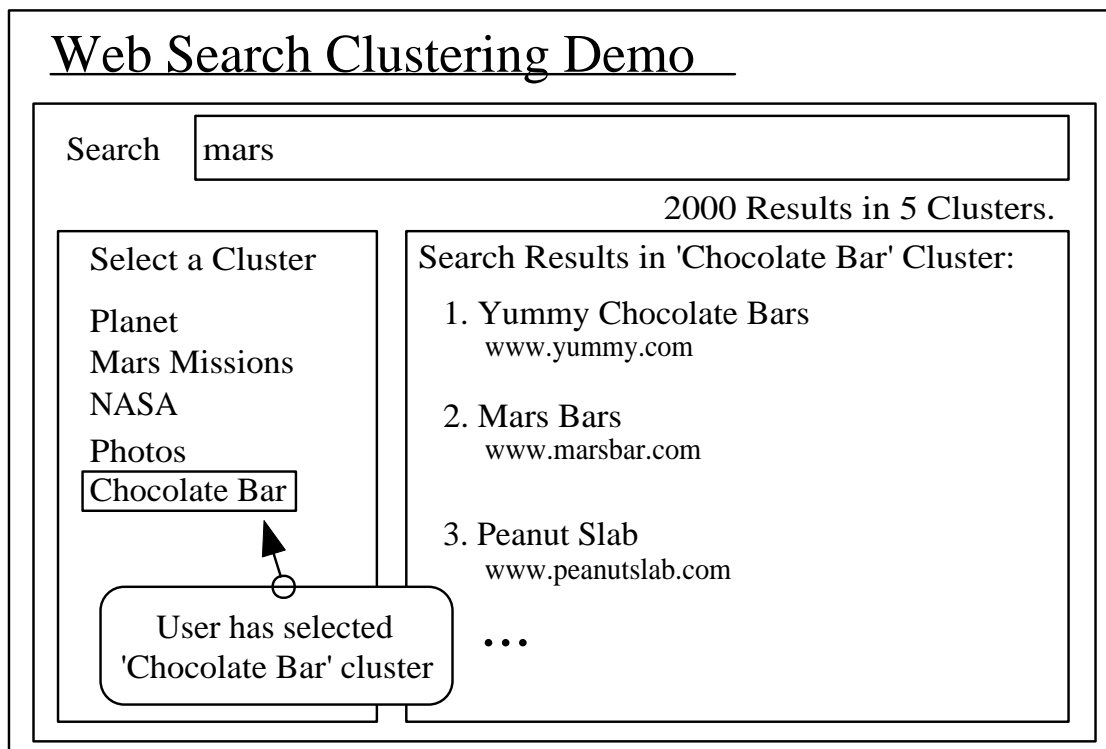 Web Search Clustering Demo
Search
mars
2000 Results in 5 Clusters.
Select a Cluster
Planet
Mars Missions
NASA
Photos
Chocolate Bar
User has selected
'Chocolate Bar' cluster
Search Results in 'Chocolate Bar' Cluster:
1. Yummy Chocolate Bars
www.yummy.com
2. Mars Bars
www.marsbar.com
3. Peanut Slab
www.peanutslab.com
...